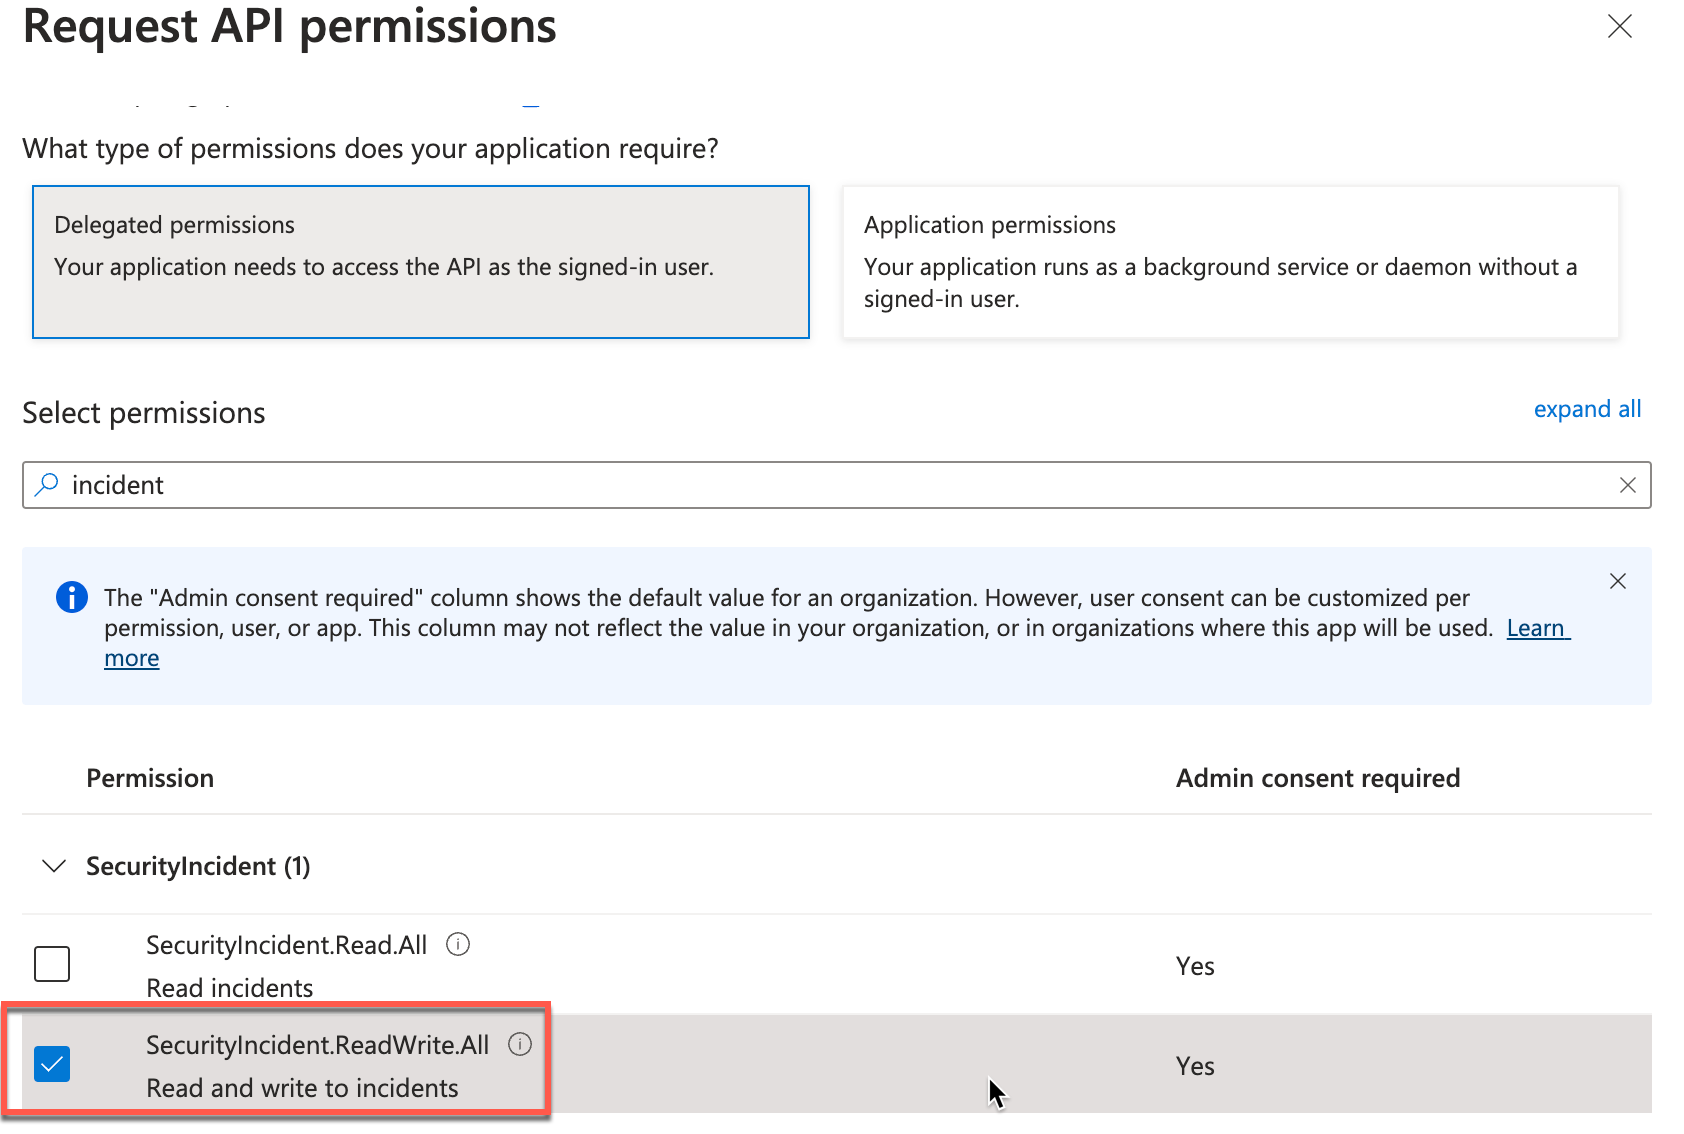 Request API permissions
What type of permissions does your application require?
Delegated permissions
Your application needs to access the API as the signed-in user.
Application permissions
Your application runs as a background service or daemon without a
signed-in user.
Select permissions
expand all
incident
The "Admin consent required" column shows the default value for an organization. However, user consent can be customized per
permission, user, or app. This column may not reflect the value in your organization, or in organizations where this app will be used. Learn
more
Permission
Admin consent required
SecurityIncident (1)
SecurityIncident.Read.All
Read incidents
Yes
SecurityIncident.ReadWrite.All
Read and write to incidents
Yes